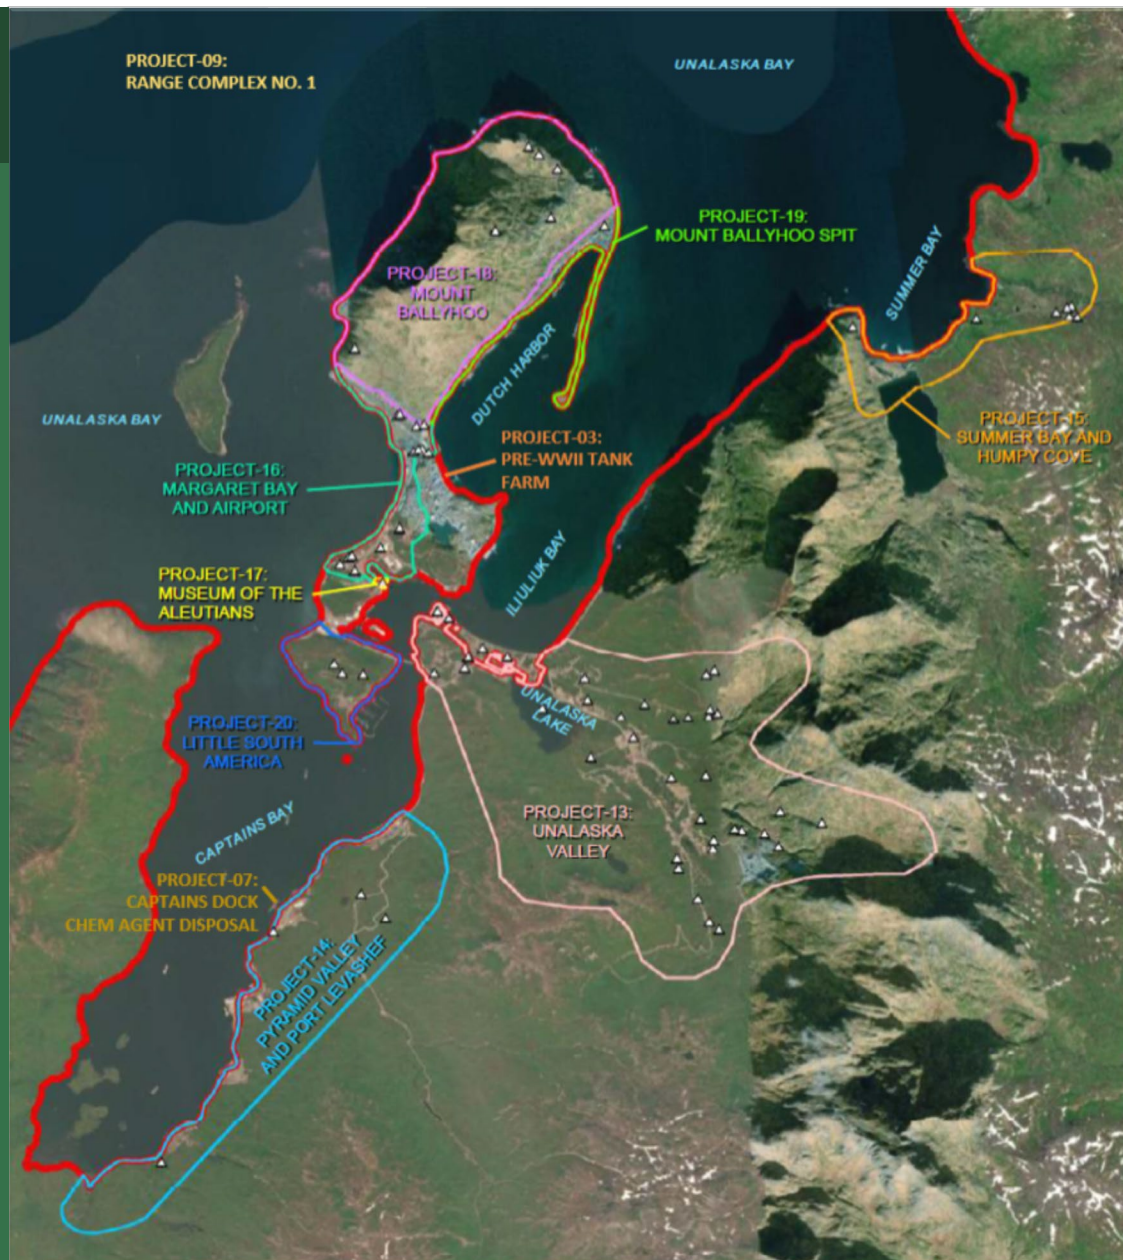 PROJECT-09:
RANGE COMPLEX NO. 1
UNALASKA BAY
PROJECT-19:
MOUNT BALLYHOO SPIT
SUMMER BAY
PROJECT-18:
MOUNT
BALLYHOO
DUTCH HARBOR
UNALASKA BAY
PROJECT-15:
SUMMER BAY AND
HUMPY COVE
PROJECT-03:
PRE-WWII TANK
FARM
PROJECT-16:
MARGARET BAY
AND AIRPORT
ILIULIUK BAY
PROJECT-17:
MUSEUM OF THE
ALEUTIANS
UNALASKA
LAKE
PROJECT-20:
LITTLE SOUTH
AMERICA
PROJECT-13:
UNALASKA
VALLEY
CAPTAINS BAY
PROJECT-07:
CAPTAINS DOCK
CHEM AGENT DISPOSAL
PROJECT-14:
PYRAMID VALLEY
AND PORT LEVASHEF